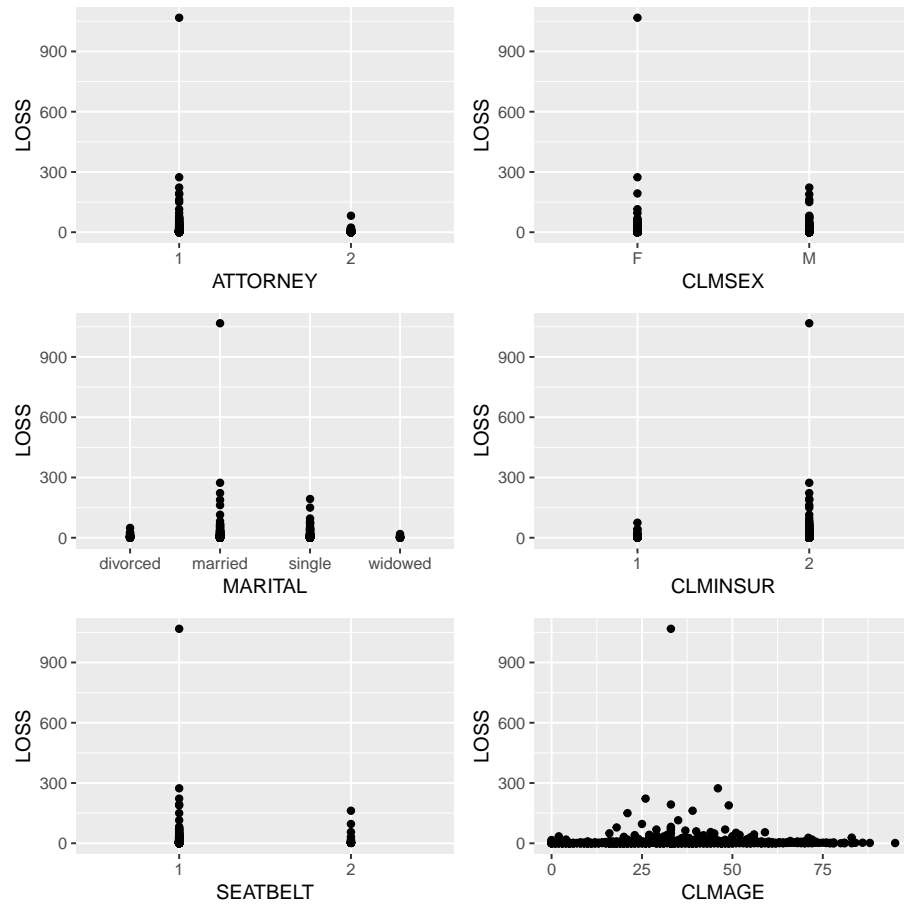 LOSS
900
600
300
0
1 2
ATTORNEY
LOSS
900
600
300
0
F M
CLMSEX
LOSS
900
600
300
0
divorced married single widowed
MARITAL
LOSS
900
600
300
0
1 2
CLMINSUR
LOSS
900
600
300
0
1 2
SEATBELT
LOSS
900
600
300
0
0 25 50 75
CLMAGE